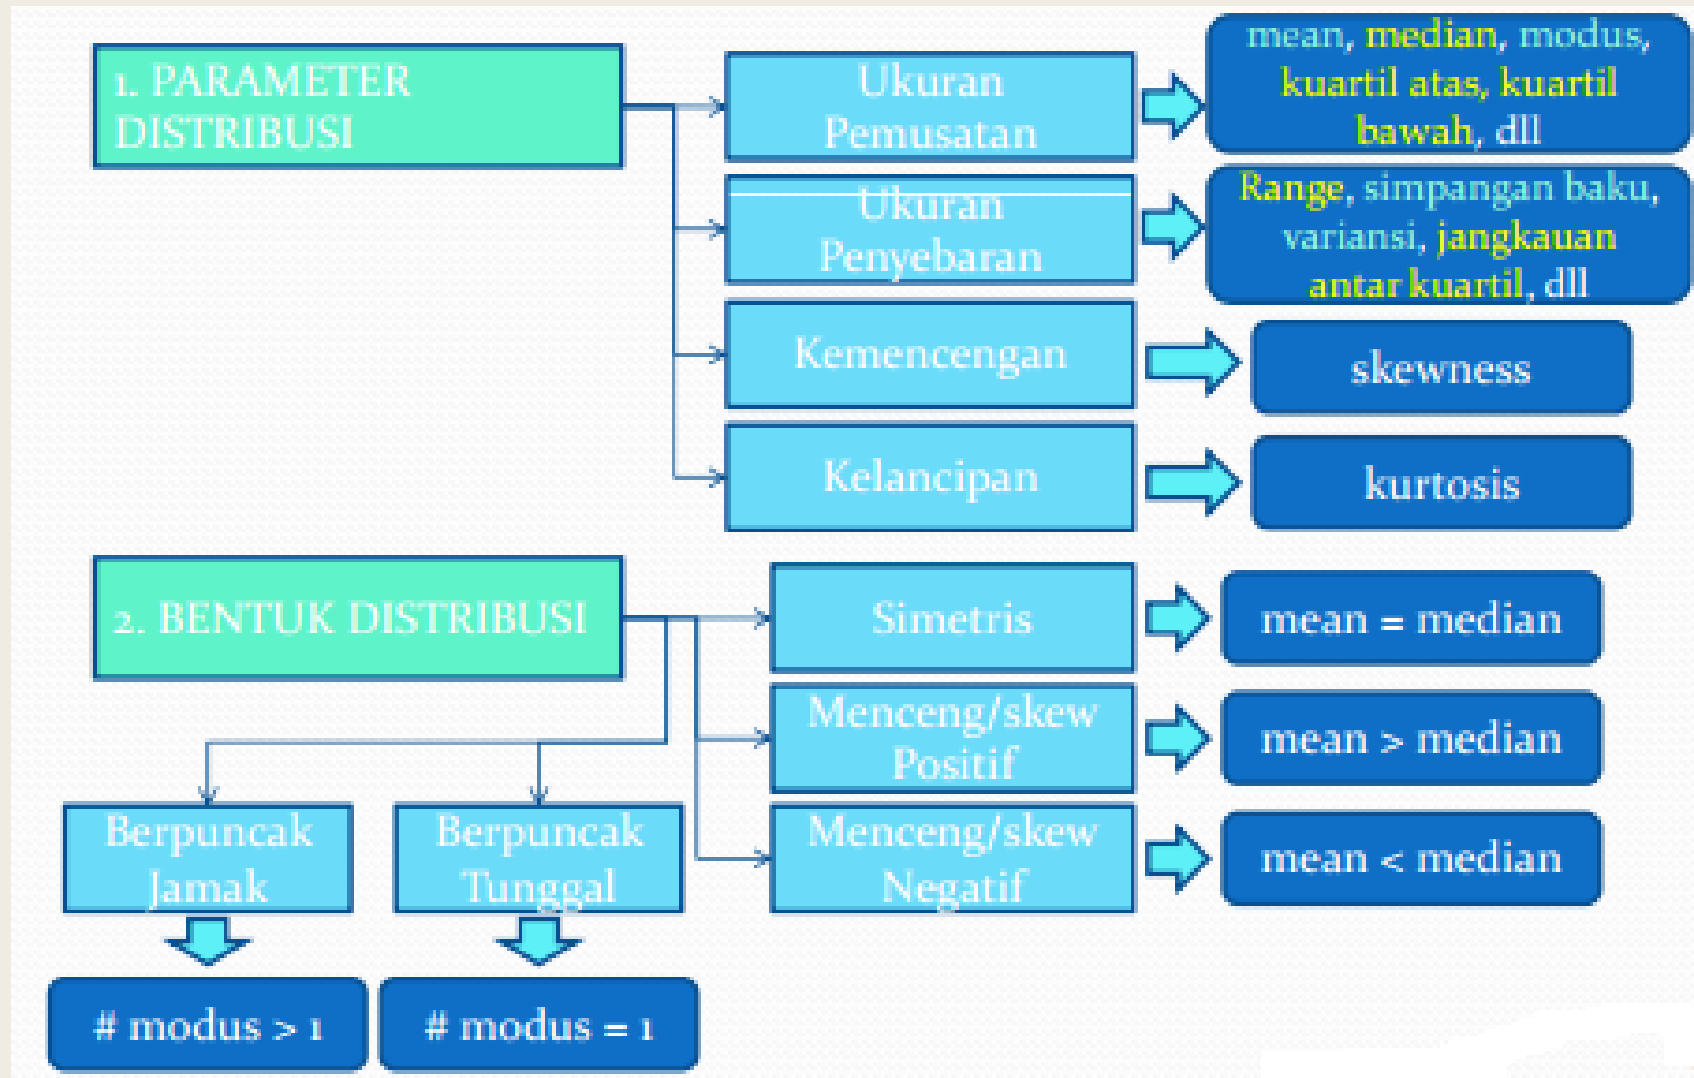 1. PARAMETER
DISTRIBUSI
Ukuran
Pemusatan
mean, median, modus,
kuartil atas, kuartil
bawah, dll
Ukuran
Penyebaran
Range, simpangan baku,
variansi, jangkauan
antar kuartil, dll
Kemencengan
skewness
Kelancipan
kurtosis
2. BENTUK DISTRIBUSI
Simetris
mean = median
Menceng/skew
Positif
mean > median
Menceng/skew
Negatif
mean < median
Berpuncak
Jamak
Berpuncak
Tunggal
# modus > 1
# modus = 1